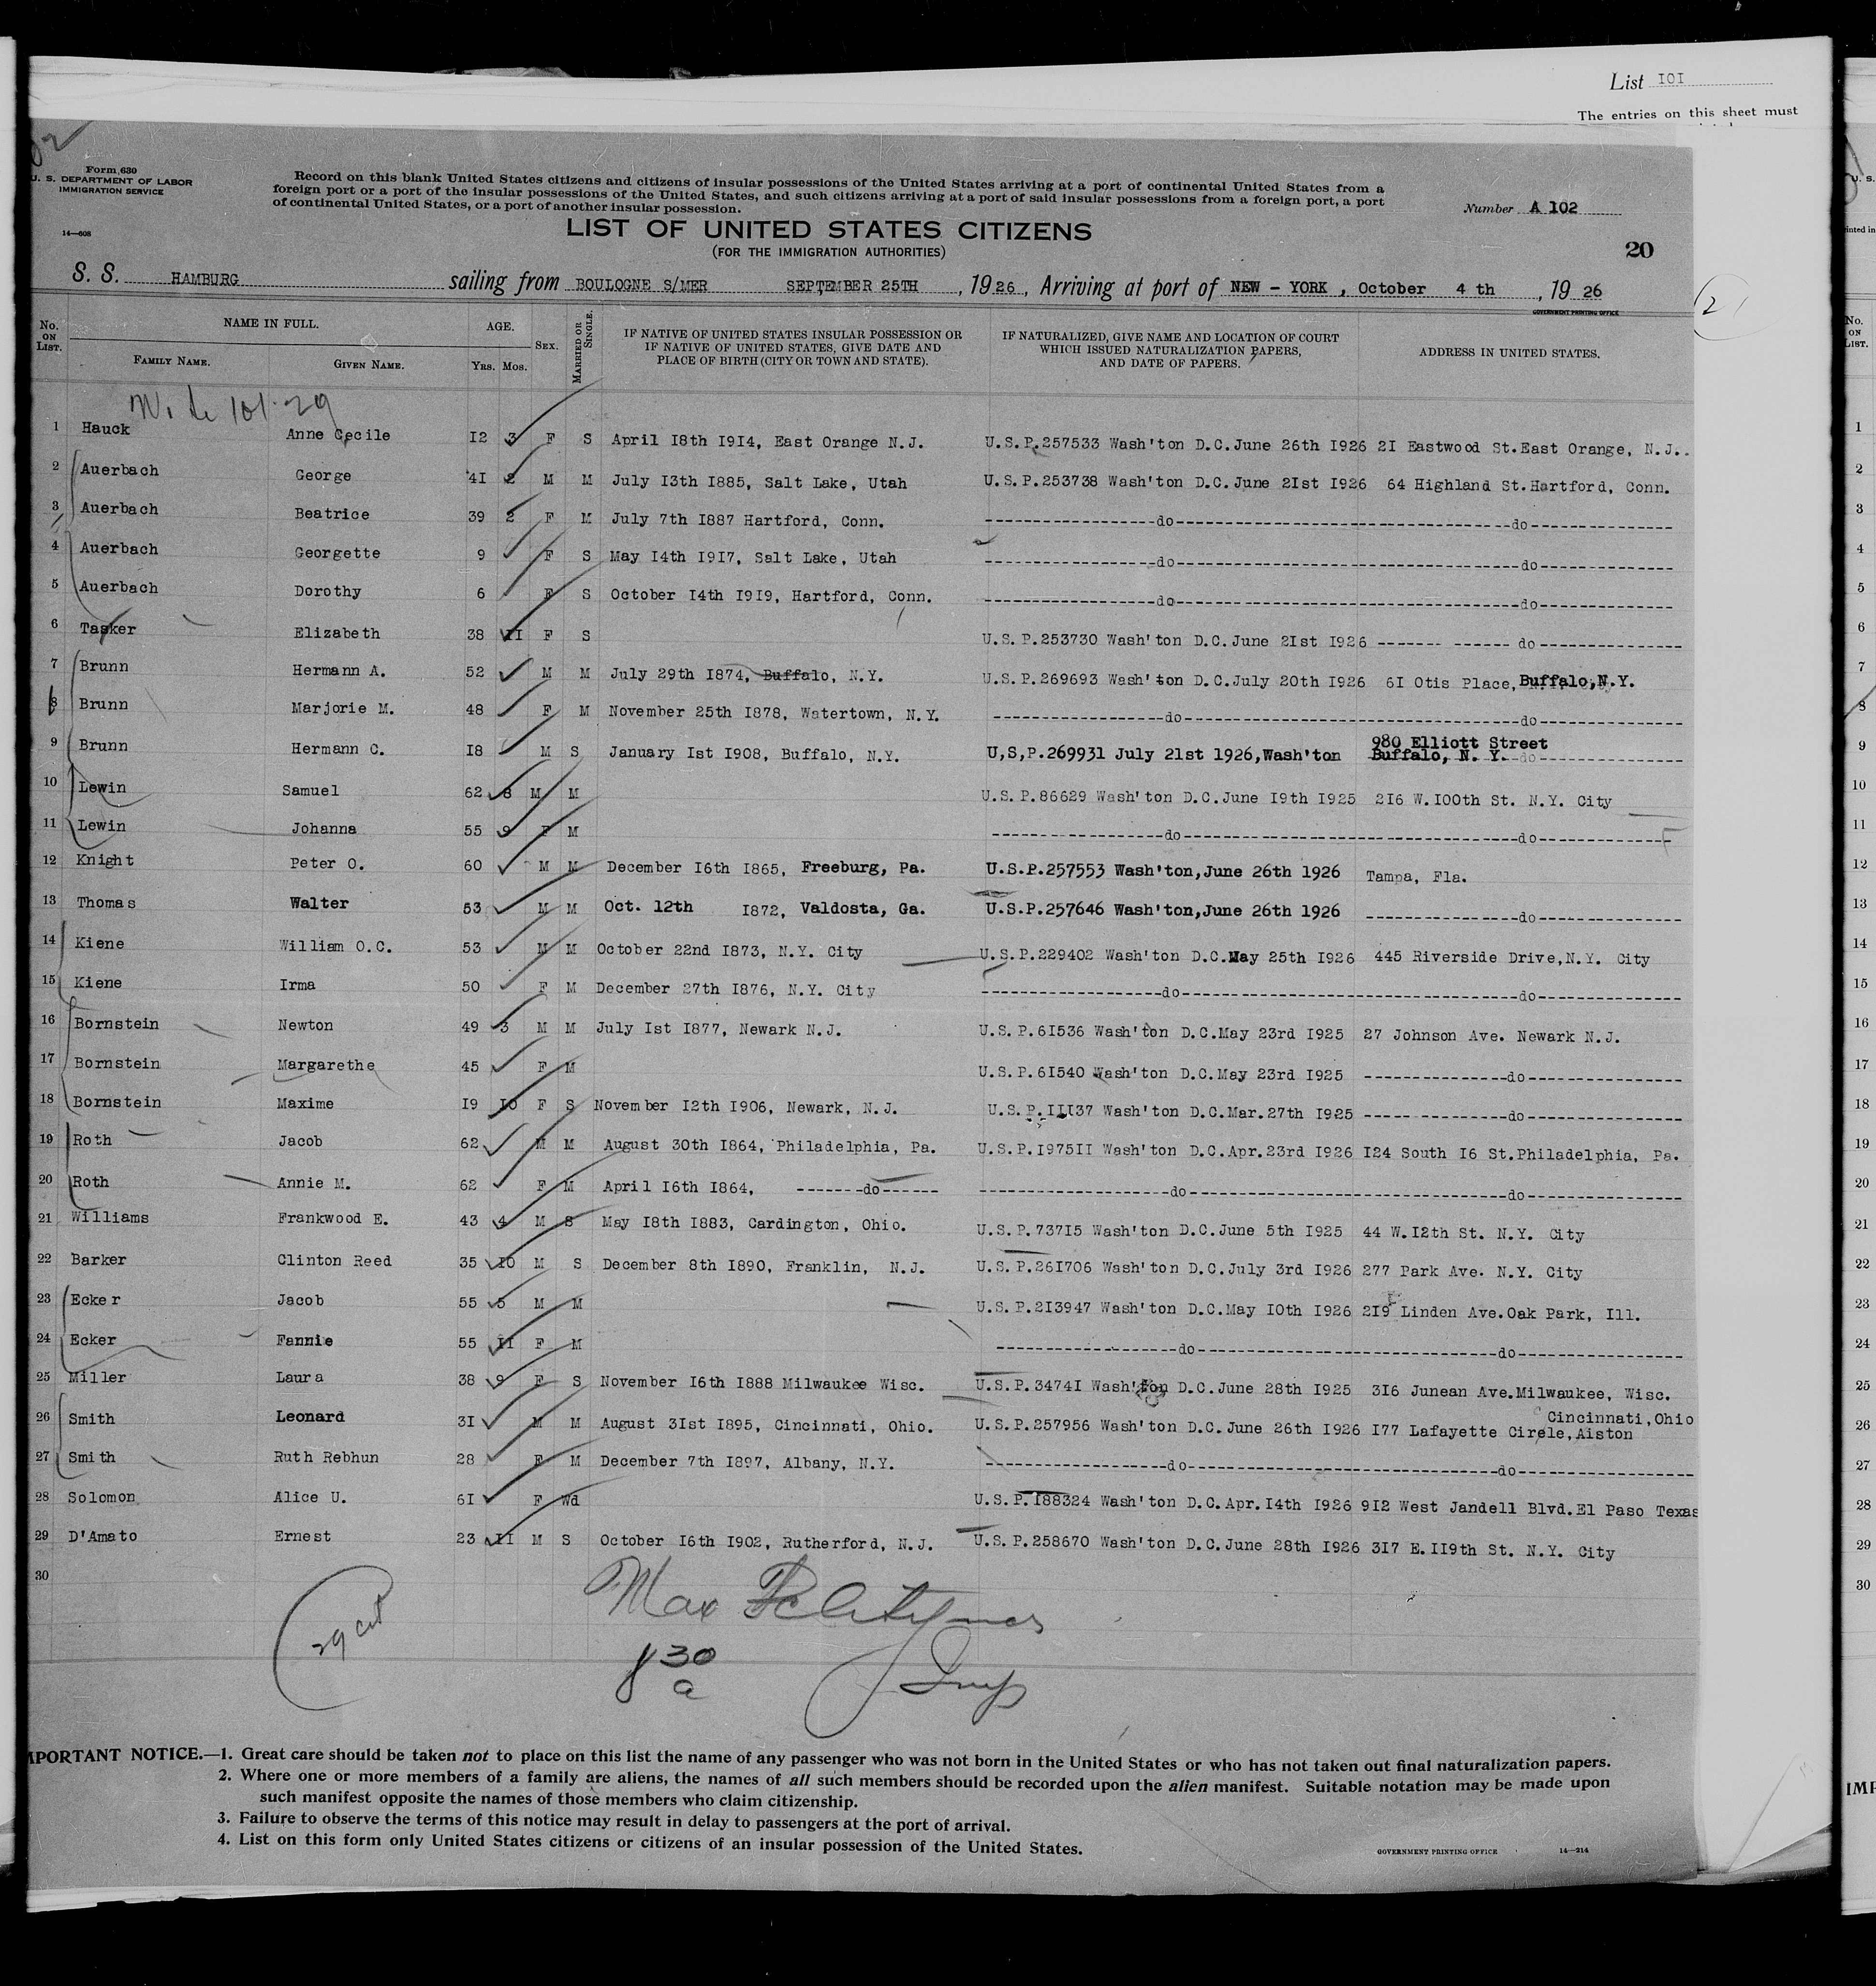 List 101
The entries on this sheet must
Form 630
U. S. DEPARTMENT OF LABOR
IMMIGRATION SERVICE
14—608
Record on this blank United States citizens and citizens of insular possessions of the United States arriving at a port of continental United States from a
foreign port or a port of the insular possessions of the United States, and such citizens arriving at a port of said insular possessions from a foreign port, a port
of continental United States, or a port of another insular possession.
Number A 102
LIST OF UNITED STATES CITIZENS
(FOR THE IMMIGRATION AUTHORITIES)
20
S. S. HAMBURG sailing from BOULOGNE S/MER SEPTEMBER 25TH, 1926, Arriving at port of NEW - YORK, October 4 th, 19 26
GOVERNMENT PRINTING OFFICE
No. ON LIST. NAME IN FULL. FAMILY NAME. GIVEN NAME. AGE. Yrs. Mos. SEX. MARRIED OR SINGLE. IF NATIVE OF UNITED STATES INSULAR POSSESSION OR IF NATIVE OF UNITED STATES, GIVE DATE AND PLACE OF BIRTH (CITY OR TOWN AND STATE). IF NATURALIZED, GIVE NAME AND LOCATION OF COURT WHICH ISSUED NATURALIZATION PAPERS, AND DATE OF PAPERS. ADDRESS IN UNITED STATES.
101-29
1 Hauck Anne Cecile 12 3 F S April 18th 1914, East Orange N.J. U.S.P.257533 Wash'ton D.C.June 26th 1926 21 Eastwood St.East Orange, N.J..
2 Auerbach George 41 2 M M July 13th 1885, Salt Lake, Utah U.S.P.253738 Wash'ton D.C.June 21st 1926 64 Highland St.Hartford, Conn.
3 Auerbach Beatrice 39 2 F M July 7th 1887 Hartford, Conn. do do
4 Auerbach Georgette 9 F S May 14th 1917, Salt Lake, Utah do do
5 Auerbach Dorothy 6 F S October 14th 1919, Hartford, Conn. do do
6 Tasker Elizabeth 38 11 F S U.S.P.253730 Wash'ton D.C.June 21st 1926 do
7 Brunn Hermann A. 52 M M July 29th 1874, Buffalo, N.Y. U.S.P.269693 Wash'ton D.C.July 20th 1926 61 Otis Place, Buffalo,N.Y.
8 Brunn Marjorie M. 48 F M November 25th 1878, Watertown, N.Y. do do
9 Brunn Hermann C. 18 M S January 1st 1908, Buffalo, N.Y. U,S,P.269931 July 21st 1926,Wash'ton 980 Elliott Street
Buffalo, N. Y. do
10 Lewin Samuel 62 8 M M U.S.P.86629 Wash'ton D.C.June 19th 1925 216 W.100th St. N.Y. City
11 Lewin Johanna 55 9 F M do do
12 Knight Peter O. 60 M M December 16th 1865, Freeburg, Pa. U.S.P.257553 Wash'ton,June 26th 1926 Tampa, Fla.
13 Thomas Walter 53 M M Oct. 12th 1872, Valdosta, Ga. U.S.P.257646 Wash'ton,June 26th 1926 do
14 Kiene William O.C. 53 M M October 22nd 1873, N.Y. City U.S.P.229402 Wash'ton D.C.May 25th 1926 445 Riverside Drive,N.Y. City
15 Kiene Irma 50 F M December 27th 1876, N.Y. City do do
16 Bornstein Newton 49 3 M M July 1st 1877, Newark N.J. U.S.P.61536 Wash'ton D.C.May 23rd 1925 27 Johnson Ave. Newark N.J.
17 Bornstein Margarethe 45 F M U.S.P.61540 Wash'ton D.C.May 23rd 1925 do
18 Bornstein Maxime 19 10 F S November 12th 1906, Newark, N.J. U.S.P.11137 Wash'ton D.C.Mar.27th 1925 do
19 Roth Jacob 62 M M August 30th 1864, Philadelphia, Pa. U.S.P.197511 Wash'ton D.C.Apr.23rd 1926 124 South 16 St.Philadelphia, Pa.
20 Roth Annie M. 62 F M April 16th 1864, do do do
21 Williams Frankwood E. 43 4 M S May 18th 1883, Cardington, Ohio. U.S.P.73715 Wash'ton D.C.June 5th 1925 44 W.12th St. N.Y. City
22 Barker Clinton Reed 35 10 M S December 8th 1890, Franklin, N.J. U.S.P.261706 Wash'ton D.C.July 3rd 1926 277 Park Ave. N.Y. City
23 Ecker Jacob 55 5 M M U.S.P.213947 Wash'ton D.C.May 10th 1926 219 Linden Ave.Oak Park, Ill.
24 Ecker Fannie 55 11 F M do do
25 Miller Laura 38 9 F S November 16th 1888 Milwaukee Wisc. U.S.P.34741 Wash'ton D.C.June 28th 1925 316 Junean Ave.Milwaukee, Wisc.
26 Smith Leonard 31 M M August 31st 1895, Cincinnati, Ohio. U.S.P.257956 Wash'ton D.C.June 26th 1926 177 Lafayette Circle,Aiston Cincinnati,Ohio
27 Smith Ruth Rebhun 28 F M December 7th 1897, Albany, N.Y. do do
28 Solomon Alice U. 61 F Wd U.S.P.188324 Wash'ton D.C.Apr.14th 1926 912 West Jandell Blvd.El Paso Texas
29 D'Amato Ernest 23 11 M S October 16th 1902, Rutherford, N.J. U.S.P.258670 Wash'ton D.C.June 28th 1926 317 E.119th St. N.Y. City
30
Max
29 cit
8 30
a
Insp
IMPORTANT NOTICE.—1. Great care should be taken not to place on this list the name of any passenger who was not born in the United States or who has not taken out final naturalization papers.
2. Where one or more members of a family are aliens, the names of all such members should be recorded upon the alien manifest. Suitable notation may be made upon
such manifest opposite the names of those members who claim citizenship.
3. Failure to observe the terms of this notice may result in delay to passengers at the port of arrival.
4. List on this form only United States citizens or citizens of an insular possession of the United States.
GOVERNMENT PRINTING OFFICE 14—214